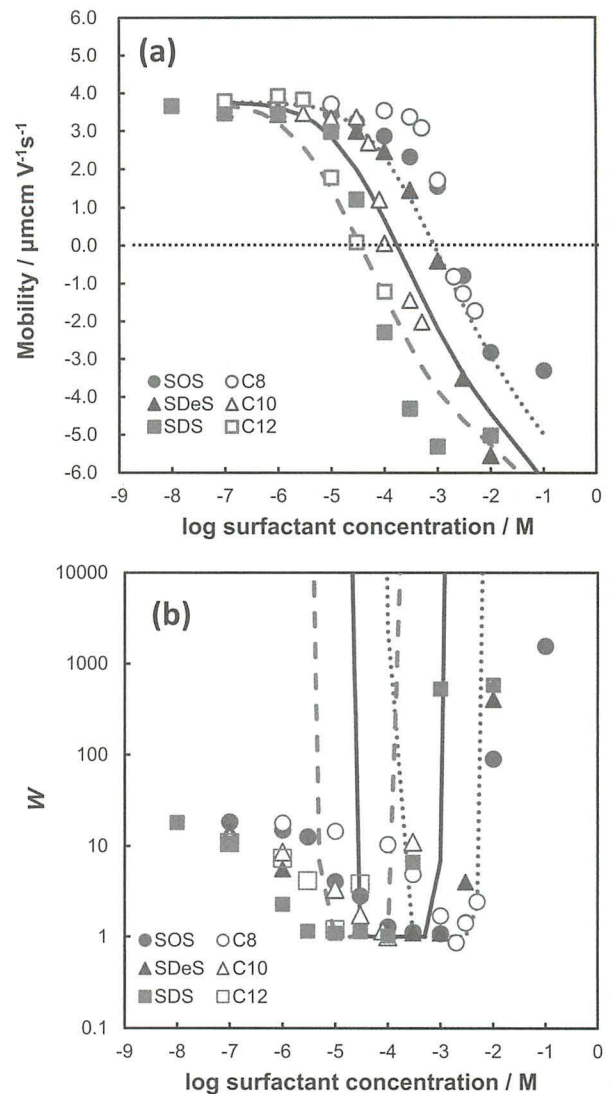 (a)
Mobility / µmcm V⁻¹s⁻¹
6.0
5.0
4.0
3.0
2.0
1.0
0.0
-1.0
-2.0
-3.0
-4.0
-5.0
-6.0
SOS C8
SDeS C10
SDS C12
-9 -8 -7 -6 -5 -4 -3 -2 -1 0
log surfactant concentration / M
(b)
W
10000
1000
100
10
1
0.1
SOS C8
SDeS C10
SDS C12
-9 -8 -7 -6 -5 -4 -3 -2 -1 0
log surfactant concentration / M